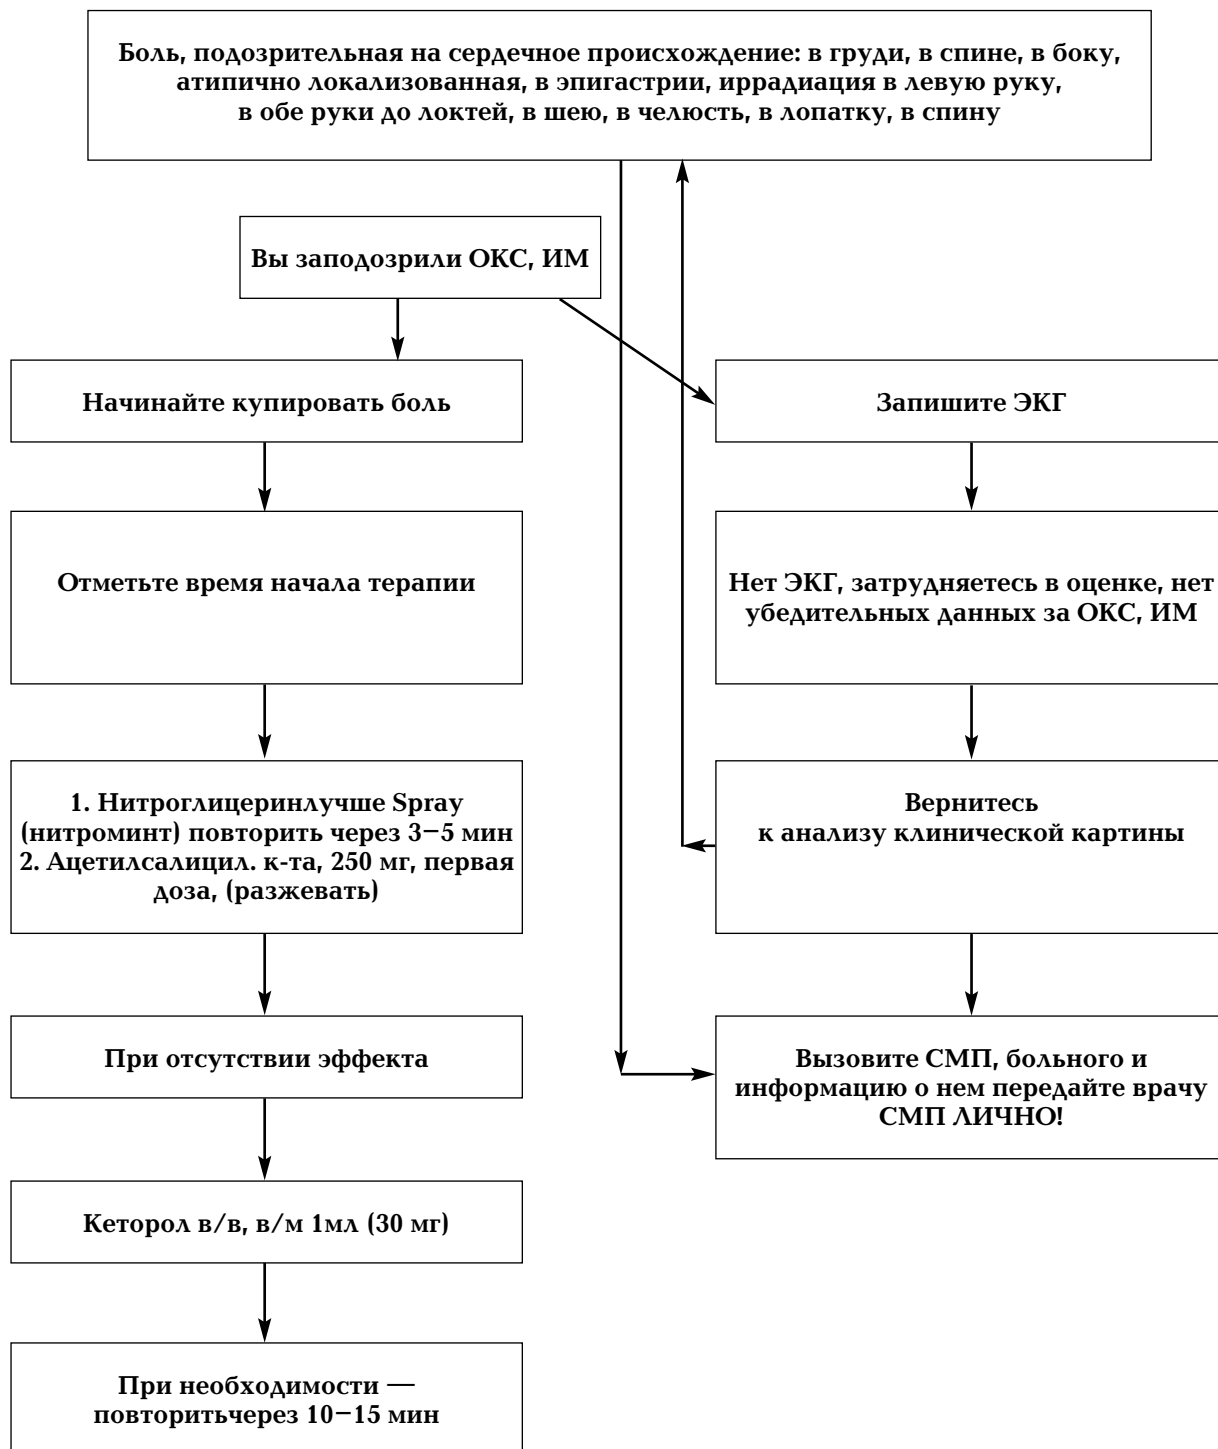 Боль, подозрительная на сердечное происхождение: в груди, в спине, в боку,
атипично локализованная, в эпигастрии, иррадиация в левую руку,
в обе руки до локтей, в шею, в челюсть, в лопатку, в спину
Вы заподозрили ОКС, ИМ
Начинайте купировать боль
Запишите ЭКГ
Отметьте время начала терапии
Нет ЭКГ, затрудняетесь в оценке, нет
убедительных данных за ОКС, ИМ
1. Нитроглицеринлучше Spray
(нитроминт) повторить через 3–5 мин
2. Ацетилсалицил. к-та, 250 мг, первая
доза, (разжевать)
Вернитесь
к анализу клинической картины
При отсутствии эффекта
Вызовите СМП, больного и
информацию о нем передайте врачу
СМП ЛИЧНО!
Кеторол в/в, в/м 1мл (30 мг)
При необходимости —
повторитьчерез 10–15 мин